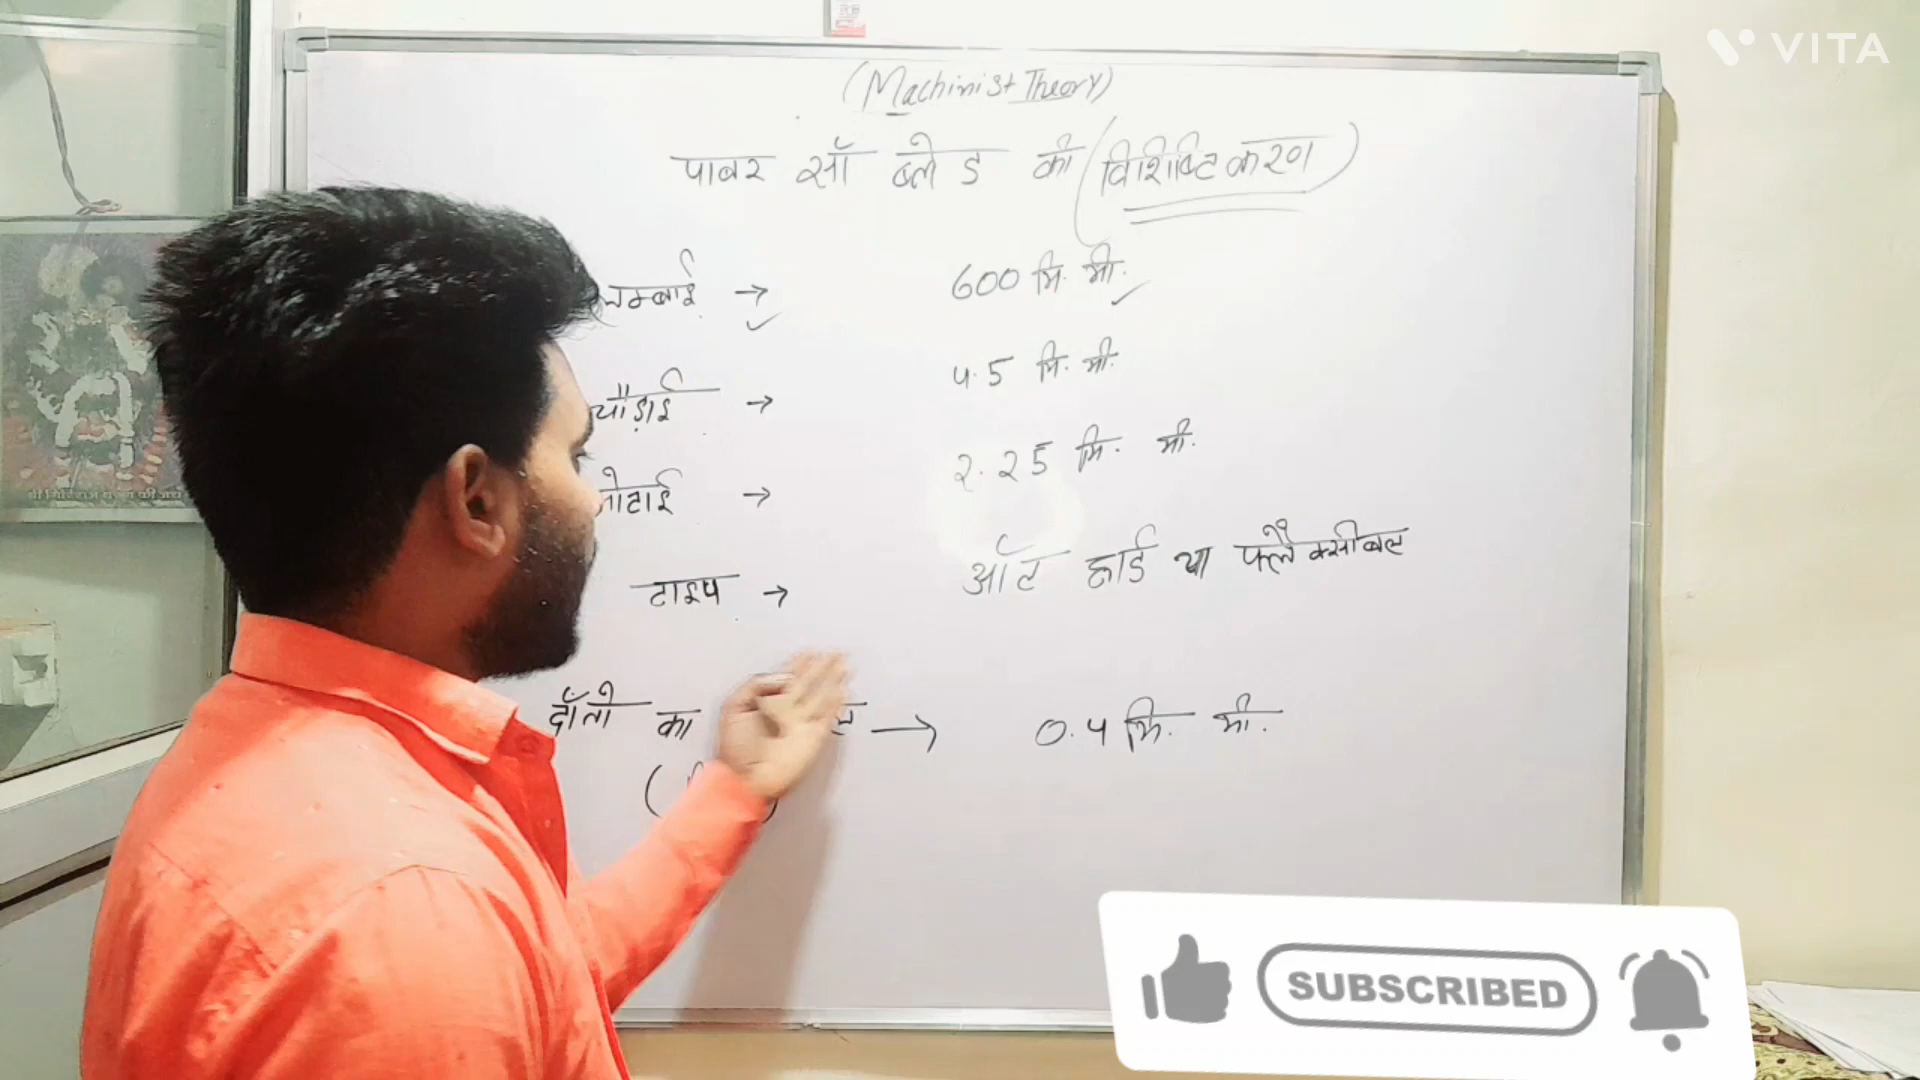 VITA
(Machinist Theory)
पावर सॉ ब्लेड की (विशिष्टिकरण)
लम्बाई → 600 मि. मी.
चौड़ाई → 4.5 मि. मी.
मोटाई → 2.25 मि. मी.
टाइप → ऑल हार्ड या फ्लैक्सीबल
दाँतो का → 0.4 मि. मी.
SUBSCRIBED